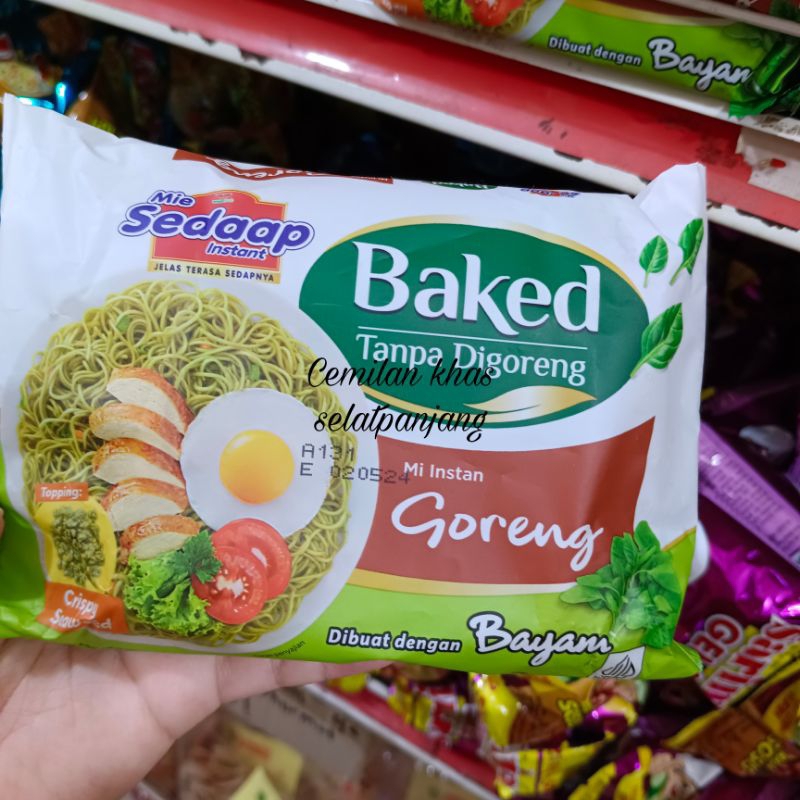 Dibuat dengan Bayam
Mie
Sedaap
Instant
JELAS TERASA SEDAPNYA
Baked
Tanpa Digoreng
Cemilan khas
selatpanjang
A131
E 020524
Mi Instan
Goreng
Topping:
Crispy
Dibuat dengan Bayam